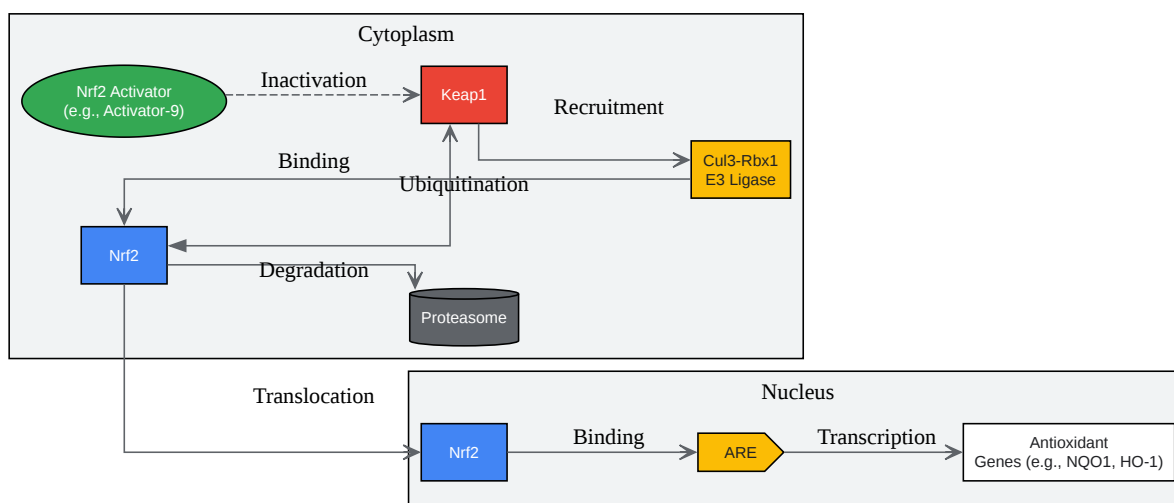 Cytoplasm
Nrf2 Activator
(e.g., Activator-9)
Inactivation
Keap1
Recruitment
Cul3-Rbx1
E3 Ligase
Binding
Ubiquitination
Nrf2
Degradation
Proteasome
Translocation
Nucleus
Nrf2
Binding
ARE
Transcription
Antioxidant
Genes (e.g., NQO1, HO-1)